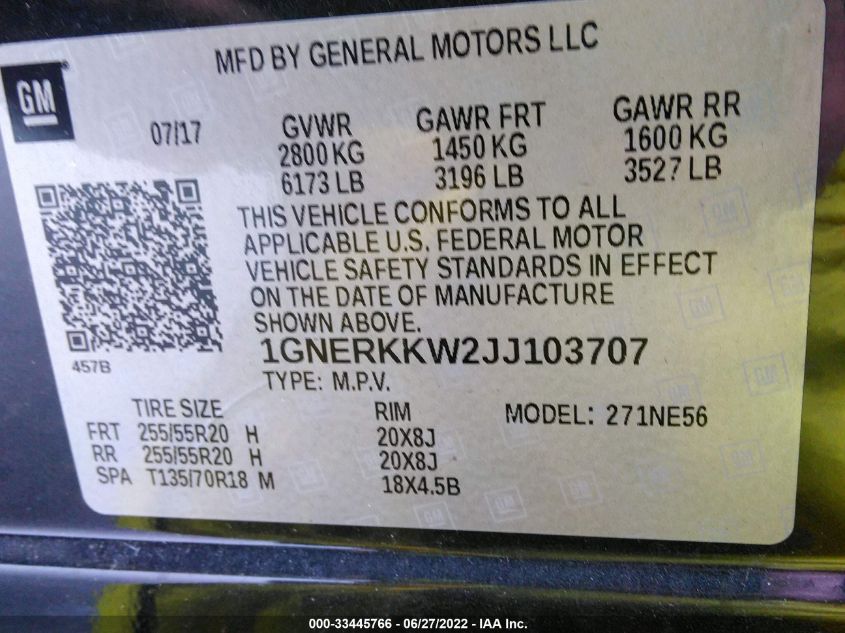 MFD BY GENERAL MOTORS LLC
GM
07/17 GVWR GAWR FRT GAWR RR
2800 KG 1450 KG 1600 KG
6173 LB 3196 LB 3527 LB
THIS VEHICLE CONFORMS TO ALL
APPLICABLE U.S. FEDERAL MOTOR
VEHICLE SAFETY STANDARDS IN EFFECT
ON THE DATE OF MANUFACTURE
SHOWN ABOVE.
457B
1GNERKKW2JJ103707
TYPE: M.P.V.
TIRE SIZE RIM MODEL: 271NE56
FRT 255/55R20 H 20X8J
RR 255/55R20 H 20X8J
SPA T135/70R18 M 18X4.5B
000-33445766 - 06/27/2022 - IAA Inc.